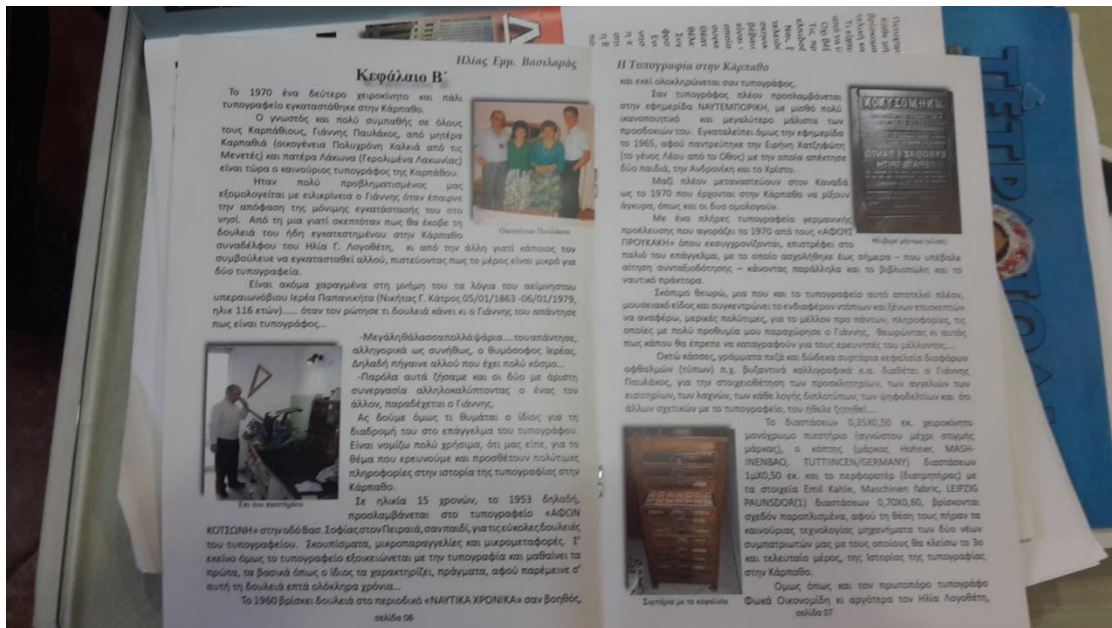 Ηλίας Εμμ. Βασιλαράς
Κεφάλαιο Β΄
Το 1970 ένα δεύτερο χειροκίνητο και πάλι
τυπογραφείο εγκαταστάθηκε στην Κάρπαθο.
Ο γνωστός και πολύ συμπαθής σε όλους
τους Καρπάθιους, Γιάννης Παυλάκος, από μητέρα
Καρπαθιά (οικογένεια Πολυχρόνη Χαλκιά από τις
Μενετές) και πατέρα Λάκωνα (Γερολιμένα Λακωνίας)
είναι τώρα ο καινούριος τυπογράφος της Καρπάθου.
Ηταν πολύ προβληματισμένος μας
εξομολογείται με ειλικρίνεια ο Γιάννης όταν έπαιρνε
την απόφαση της μόνιμης εγκατάστασής του στο
νησί. Από τη μια γιατί σκεπτόταν πως θα έκοβε τη
δουλειά του ήδη εγκατεστημένου στην Κάρπαθο
συναδέλφου του Ηλία Γ. Λογοθέτη, κι από την άλλη γιατί κάποιος τον
συμβούλευε να εγκατασταθεί αλλού, πιστεύοντας πως το μέρος είναι μικρό για
δύο τυπογραφεία.
Είναι ακόμα χαραγμένα στη μνήμη του τα λόγια του αείμνηστου
υπεραιωνόβιου Ιερέα Παπανικήτα (Νικήτας Γ. Κάτρος 05/01/1863 -06/01/1979,
ηλικ 116 ετών)...... όταν τον ρώτησε τι δουλειά κάνει κι ο Γιάννης του απάντησε
πως είναι τυπογράφος...
-Μεγάλη θάλασσα πολλά ψάρια .... του απάντησε,
αλληγορικά ως συνήθως, ο θυμόσοφος Ιερέας.
Δηλαδή πήγαινε αλλού που έχει πολύ κόσμο...
-Παρόλα αυτά ζήσαμε και οι δύο με άριστη
συνεργασία αλληλοκαλύπτοντας ο ένας τον
άλλον, παραδέχεται ο Γιάννης.
Ας δούμε όμως τι θυμάται ο ίδιος για τη
διαδρομή του στο επάγγελμα του τυπογράφου.
Είναι νομίζω πολύ χρήσιμα, ότι μας είπε, για το
θέμα που ερευνούμε και προσθέτουν πολύτιμες
πληροφορίες στην ιστορία της τυπογραφίας στην
Κάρπαθο.
Σε ηλικία 15 χρονών, το 1953 δηλαδή,
προσλαμβάνεται στο τυπογραφείο «ΑΦΩΝ
ΚΟΤΣΩΝΗ» στην οδό Βασ. Σοφίας στον Πειραιά, σαν παιδί, για τις εύκολες δουλειές
του τυπογραφείου. Σκουπίσματα, μικροπαραγγελίες και μικρομεταφορές. Σ'
εκείνο όμως το τυπογραφείο εξοικειώνεται με την τυπογραφία και μαθαίνει τα
πρώτα, τα βασικά όπως ο ίδιος τα χαρακτηρίζει, πράγματα, αφού παρέμεινε σ'
αυτή τη δουλειά επτά ολόκληρα χρόνια...
Το 1960 βρίσκει δουλειά στο περιοδικό «ΝΑΥΤΙΚΑ ΧΡΟΝΙΚΑ» σαν βοηθός,
Οικογένεια Παυλάκου
Επί του πιεστηρίου
σελίδα 06
Η Τυπογραφία στην Κάρπαθο
και εκεί ολοκληρώνεται σαν τυπογράφος.
Σαν τυπογράφος πλέον προσλαμβάνεται
στην εφημερίδα ΝΑΥΤΕΜΠΟΡΙΚΗ, με μισθό πολύ
ικανοποιητικό και μεγαλύτερο μάλιστα των
προσδοκιών του. Εγκαταλείπει όμως την εφημερίδα
το 1965, αφού παντρεύτηκε την Ειρήνη Χατζηφώτη
(το γένος Λέου από το Οθος) με την οποία απέκτησε
δύο παιδιά, την Ανδρονίκη και το Χρίστο.
Μαζί πλέον μεταναστεύουν στον Καναδά
ως το 1970 που έρχονται στην Κάρπαθο να ρίξουν
άγκυρα, όπως και οι δυο ομολογούν.
Με ένα πλήρες τυπογραφείο γερμανικής
προέλευσης που αγοράζει το 1970 από τους «ΑΦΟΥΣ
ΠΡΟΥΚΑΚΗ» όπου εκσυγχρονίζονται, επιστρέφει στο
παλιό του επάγγελμα, με το οποίο ασχολήθηκε έως σήμερα – που υπέβαλε
αίτηση συνταξιοδότησης – κάνοντας παράλληλα και το βιβλιοπώλη και το
ναυτικό πράκτορα.
Σκόπιμο θεωρώ, μια που και το τυπογραφείο αυτό αποτελεί πλέον,
μουσειακό είδος και συγκεντρώνει το ενδιαφέρον ντόπιων και ξένων επισκεπτών
να αναφέρω, μερικές πολύτιμες, για το μέλλον προ πάντων, πληροφορίες, τις
οποίες με πολύ προθυμία μου παραχώρησε ο Γιάννης, θεωρώντας κι αυτός
πως κάπου θα έπρεπε να καταγραφούν για τους ερευνητές του μέλλοντος....
Οκτώ κάσσες, γράμματα πεζά και δώδεκα συρτάρια κεφαλαία διαφόρων
οφθαλμών (τύπων) π.χ. βυζαντινά καλλιγραφικά κ.α. διαθέτει ο Γιάννης
Παυλάκος, για την στοιχειοθέτηση των προσκλητηρίων, των αγγελιών των
εισιτηρίων, των λαχνών, των κάθε λογής διπλοτύπων, των ψηφοδελτίων και ότι
άλλων σχετικών με το τυπογραφείο, του ήθελε ζητηθεί...
Το διαστάσεων 0,35Χ0,50 εκ. χειροκίνητο
μονόχρωμο πιεστήριο (αγνώστου μέχρι στιγμής
μάρκας), ο κόπτης (μάρκας Hohner, MASH-
INENBAO, TUTTIINCEN/GERMANY) διαστάσεων
1μΧ0,50 εκ. και το περφορατέρ (διατρητήρας) με
τα στοιχεία Emil Kahle, Maschinen fabric, LEIPZIG
PAUNSDOR(1) διαστάσεων 0,70Χ0,60, βρίσκονται
σχεδόν παροπλισμένα, αφού τη θέση τους πήραν τα
καινούριας τεχνολογίας μηχανήματα των δύο νέων
συμπατριωτών μας με τους οποίους θα κλείσω το 3ο
και τελευταίο μέρος, της Ιστορίας της τυπογραφίας
στην Κάρπαθο.
Ομως όπως και τον πρωτοπόρο τυπογράφο
Φωκά Οικονομίδη κι αργότερα τον Ηλία Λογοθέτη,
Συρτάρια με τα κεφαλαία
σελίδα 07